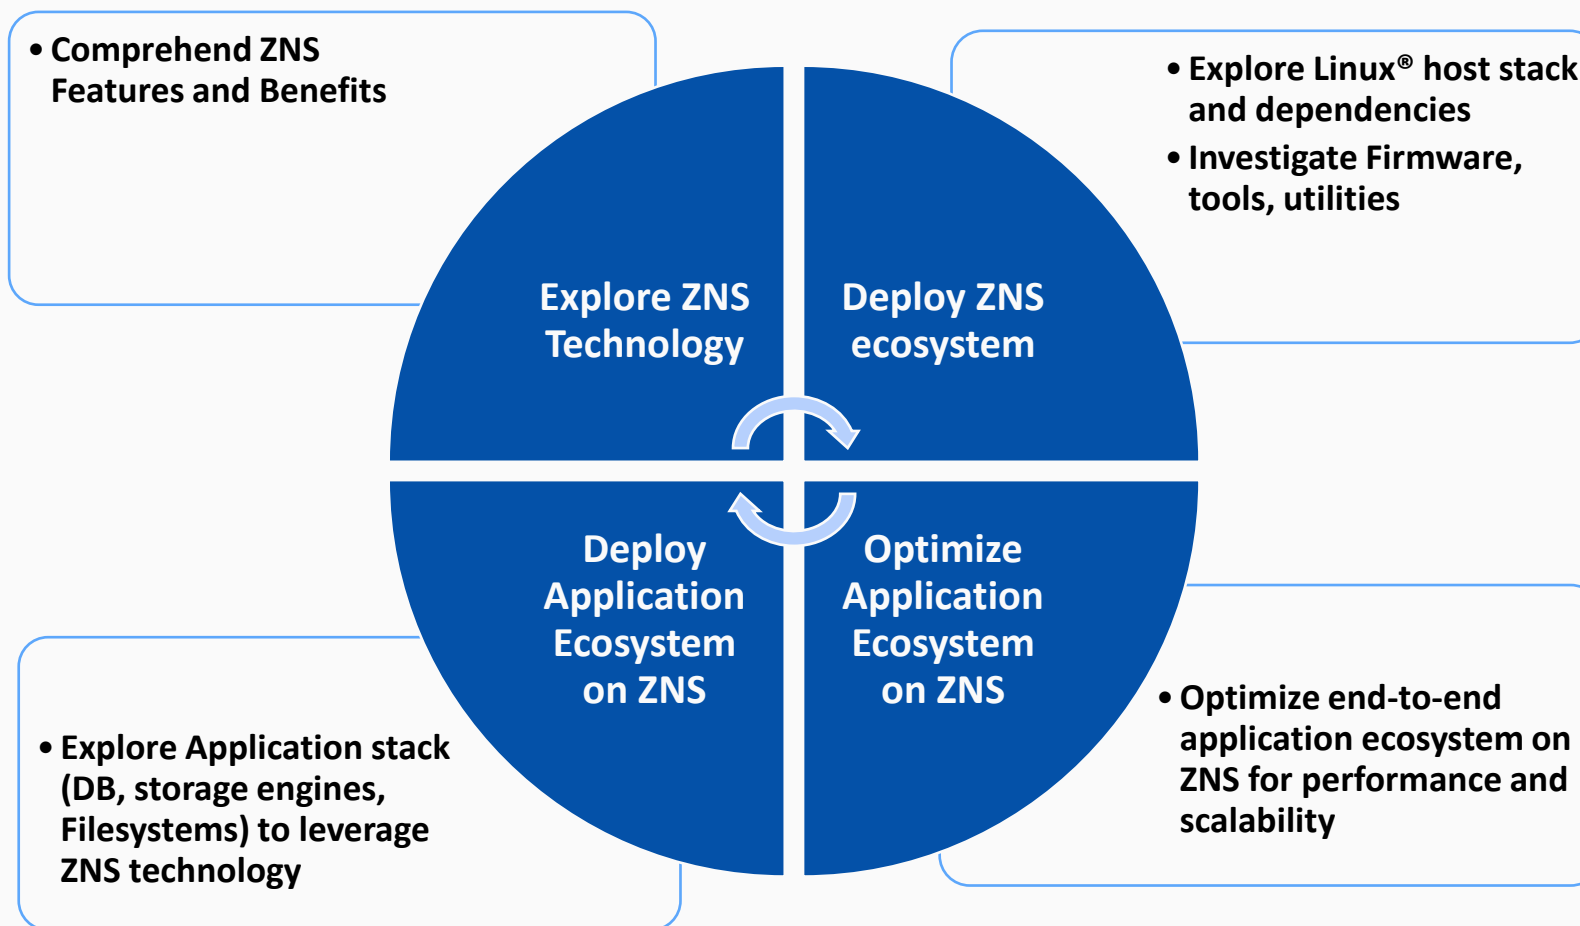 • Comprehend ZNS
Features and Benefits
• Explore Linux® host stack
and dependencies
• Investigate Firmware,
tools, utilities
Explore ZNS
Technology
Deploy ZNS
ecosystem
Deploy
Application
Ecosystem
on ZNS
Optimize
Application
Ecosystem
on ZNS
• Explore Application stack
(DB, storage engines,
Filesystems) to leverage
ZNS technology
• Optimize end-to-end
application ecosystem on
ZNS for performance and
scalability